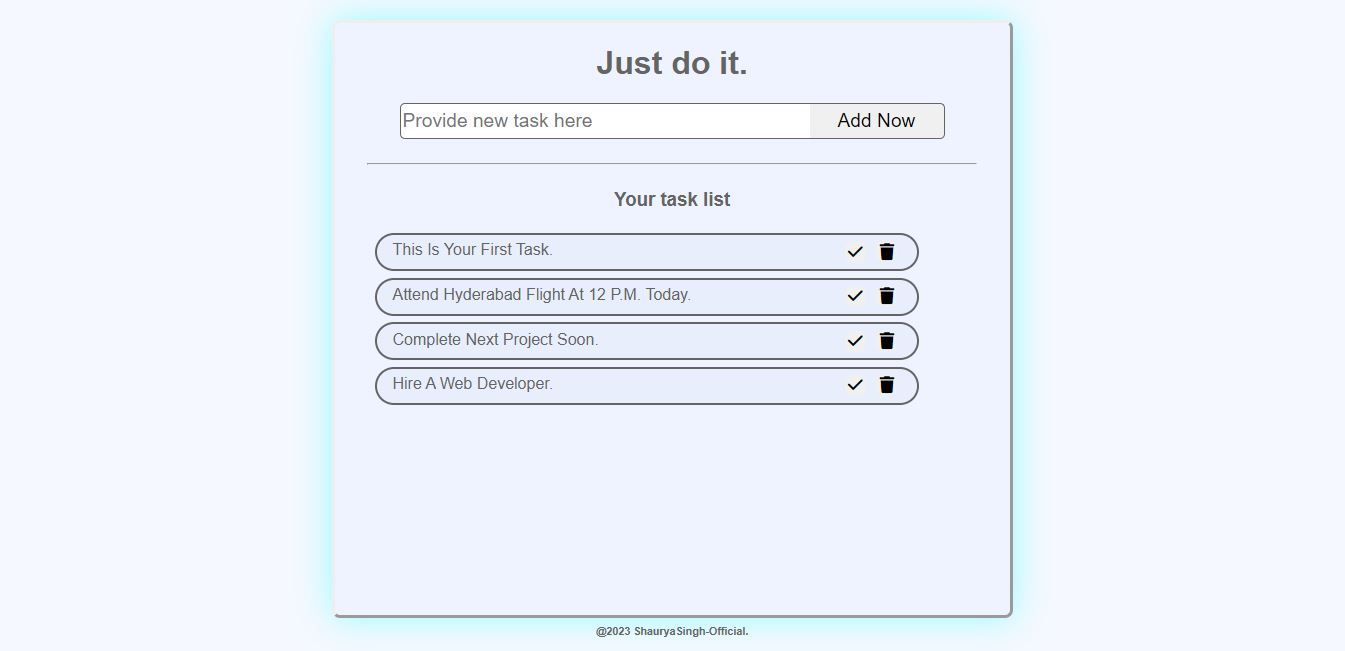 Just do it.
Provide new task here
Add Now
Your task list
This Is Your First Task.
Attend Hyderabad Flight At 12 P.M. Today.
Complete Next Project Soon.
Hire A Web Developer.
@2023 ShauryaSingh-Official.